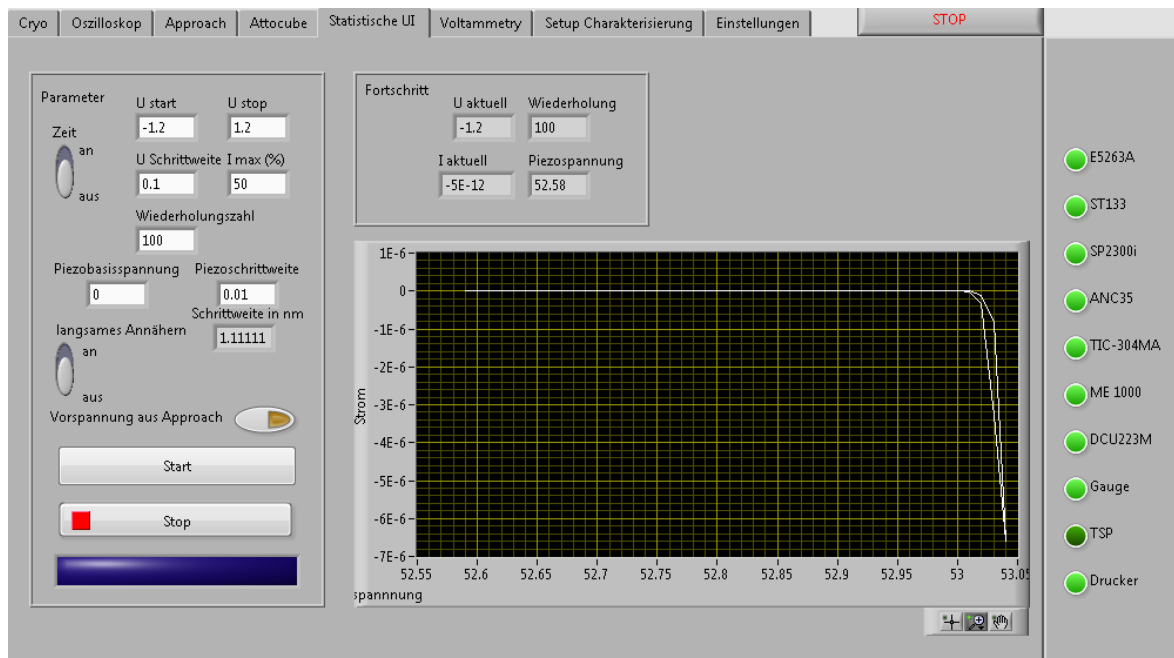 Cryo Oszilloskop Approach Attocube Statistische UI Voltammetry Setup Charakterisierung Einstellungen STOP
Parameter
U start U stop
-1.2 1.2
Zeit
an
aus
U Schrittweite I max (%)
0.1 50
Wiederholungszahl
100
Piezobasisspannung Piezoschrittweite
0 0.01
Schrittweite in nm
1.11111
langsames Annähern
an
aus
Vorspannung aus Approach
Start
Stop
Fortschritt
U aktuell Wiederholung
-1.2 100
I aktuell Piezospannung
-5E-12 52.58
1E-6
0
-1E-6
-2E-6
-3E-6
-4E-6
-5E-6
-6E-6
-7E-6
Strom
52.55 52.6 52.65 52.7 52.75 52.8 52.85 52.9 52.95 53 53.05
spannnung
E5263A
ST133
SP2300i
ANC35
TIC-304MA
ME 1000
DCU223M
Gauge
TSP
Drucker